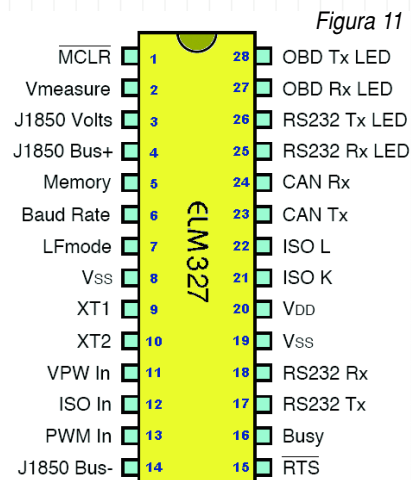 Figura 11
MCLR 1 28 OBD Tx LED
Vmeasure 2 27 OBD Rx LED
J1850 Volts 3 26 RS232 Tx LED
J1850 Bus+ 4 25 RS232 Rx LED
Memory 5 24 CAN Rx
Baud Rate 6 23 CAN Tx
LFmode 7 22 ISO L
Vss 8 21 ISO K
XT1 9 20 VDD
XT2 10 19 Vss
VPW In 11 18 RS232 Rx
ISO In 12 17 RS232 Tx
PWM In 13 16 Busy
J1850 Bus- 14 15 RTS
ELM327